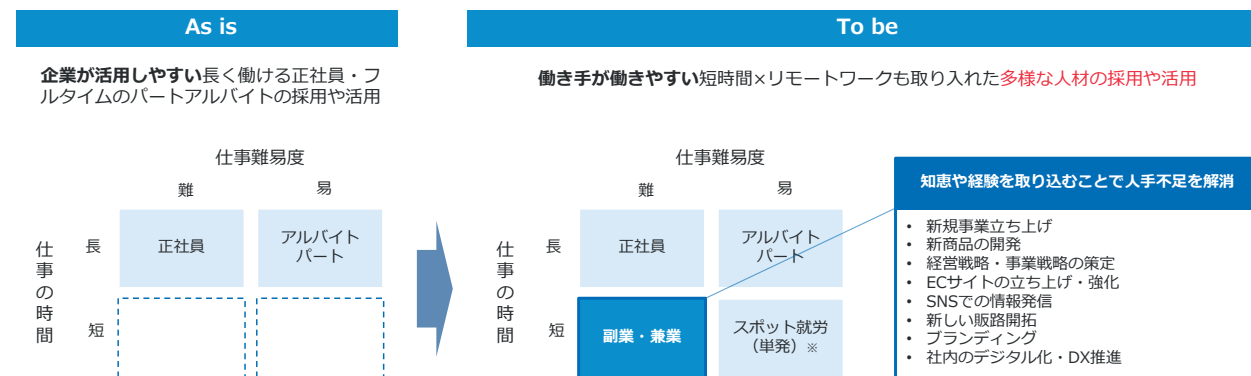 As is
企業が活用しやすい長く働ける正社員・フ
ルタイムのパートアルバイトの採用や活用
仕事難易度
難
易
仕事の時間
長
正社員
アルバイト
パート
短
To be
働き手が働きやすい短時間×リモートワークも取り入れた多様な人材の採用や活用
仕事難易度
難
易
仕事の時間
長
正社員
アルバイト
パート
短
副業・兼業
スポット就労
（単発）※
知恵や経験を取り込むことで人手不足を解消
• 新規事業立ち上げ
• 新商品の開発
• 経営戦略・事業戦略の策定
• ECサイトの立ち上げ・強化
• SNSでの情報発信
• 新しい販路開拓
• ブランディング
• 社内のデジタル化・DX推進